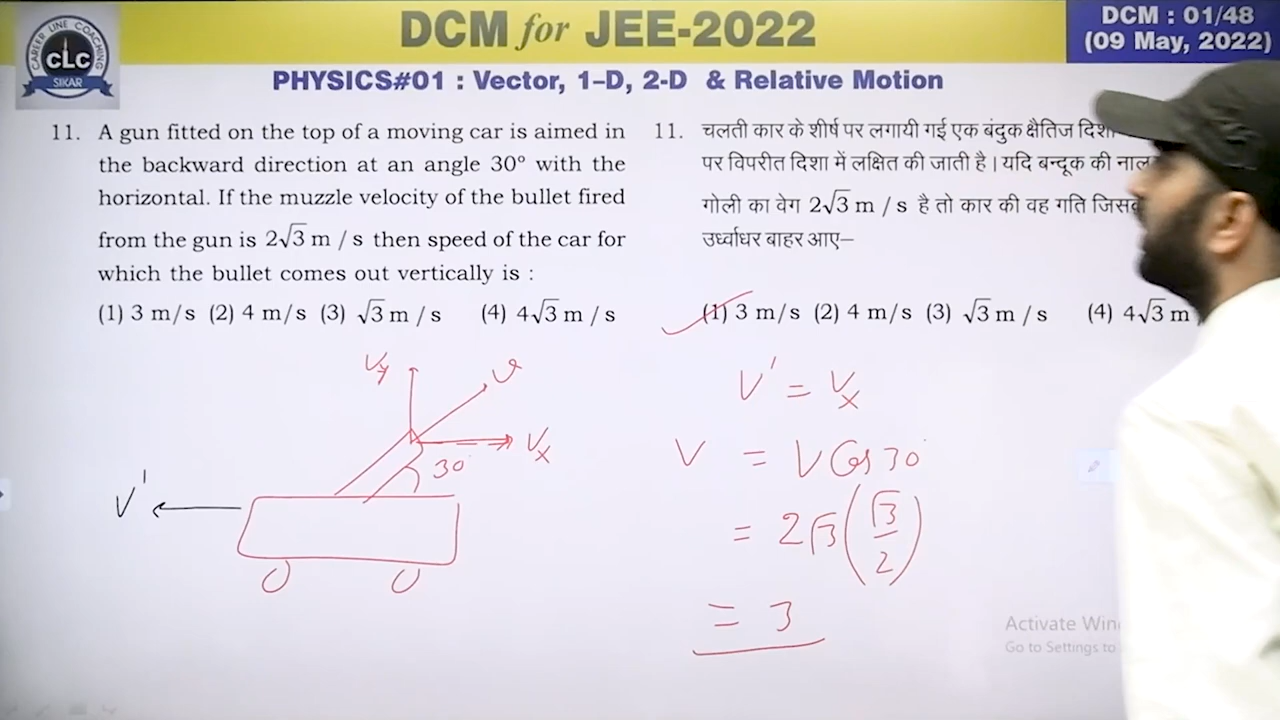 DCM for JEE-2022
DCM : 01/48
(09 May, 2022)
CAREER LINE COACHING
CLC
SIKAR
PHYSICS#01 : Vector, 1–D, 2-D & Relative Motion
11. A gun fitted on the top of a moving car is aimed in
the backward direction at an angle 30° with the
horizontal. If the muzzle velocity of the bullet fired
from the gun is 2√3 m / s then speed of the car for
which the bullet comes out vertically is :
(1) 3 m/s (2) 4 m/s (3) √3 m / s (4) 4√3 m / s
11. चलती कार के शीर्ष पर लगायी गई एक बंदुक क्षैतिज
पर विपरीत दिशा में लक्षित की जाती है। यदि बन्दूक की नाल
गोली का वेग 2√3 m / s है तो कार की वह गति
उर्ध्वाधर बाहर आए–
(1) 3 m/s (2) 4 m/s (3) √3 m / s (4) 4√3 m
Vy
v
Vx
30
V'
V' = Vx
V = V Cos 30°
= 2√3 (√3/2)
= 3
Activate Win
Go to Settings to